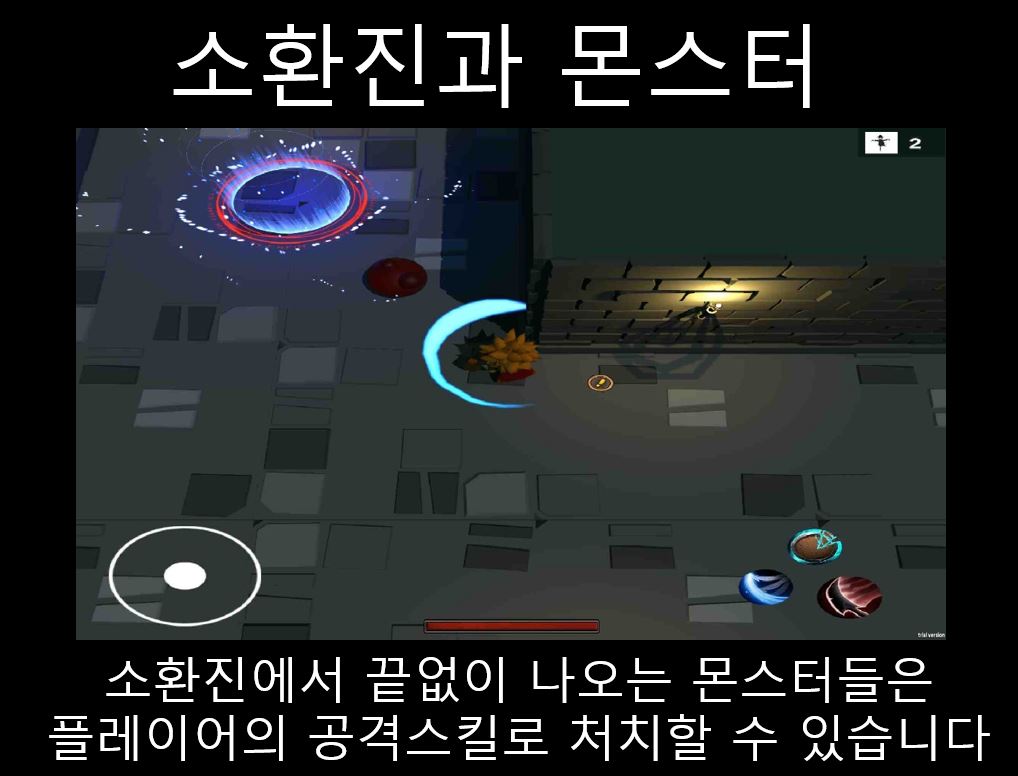 소환진과 몬스터
2
trial version
소환진에서 끝없이 나오는 몬스터들은
플레이어의 공격스킬로 처치할 수 있습니다